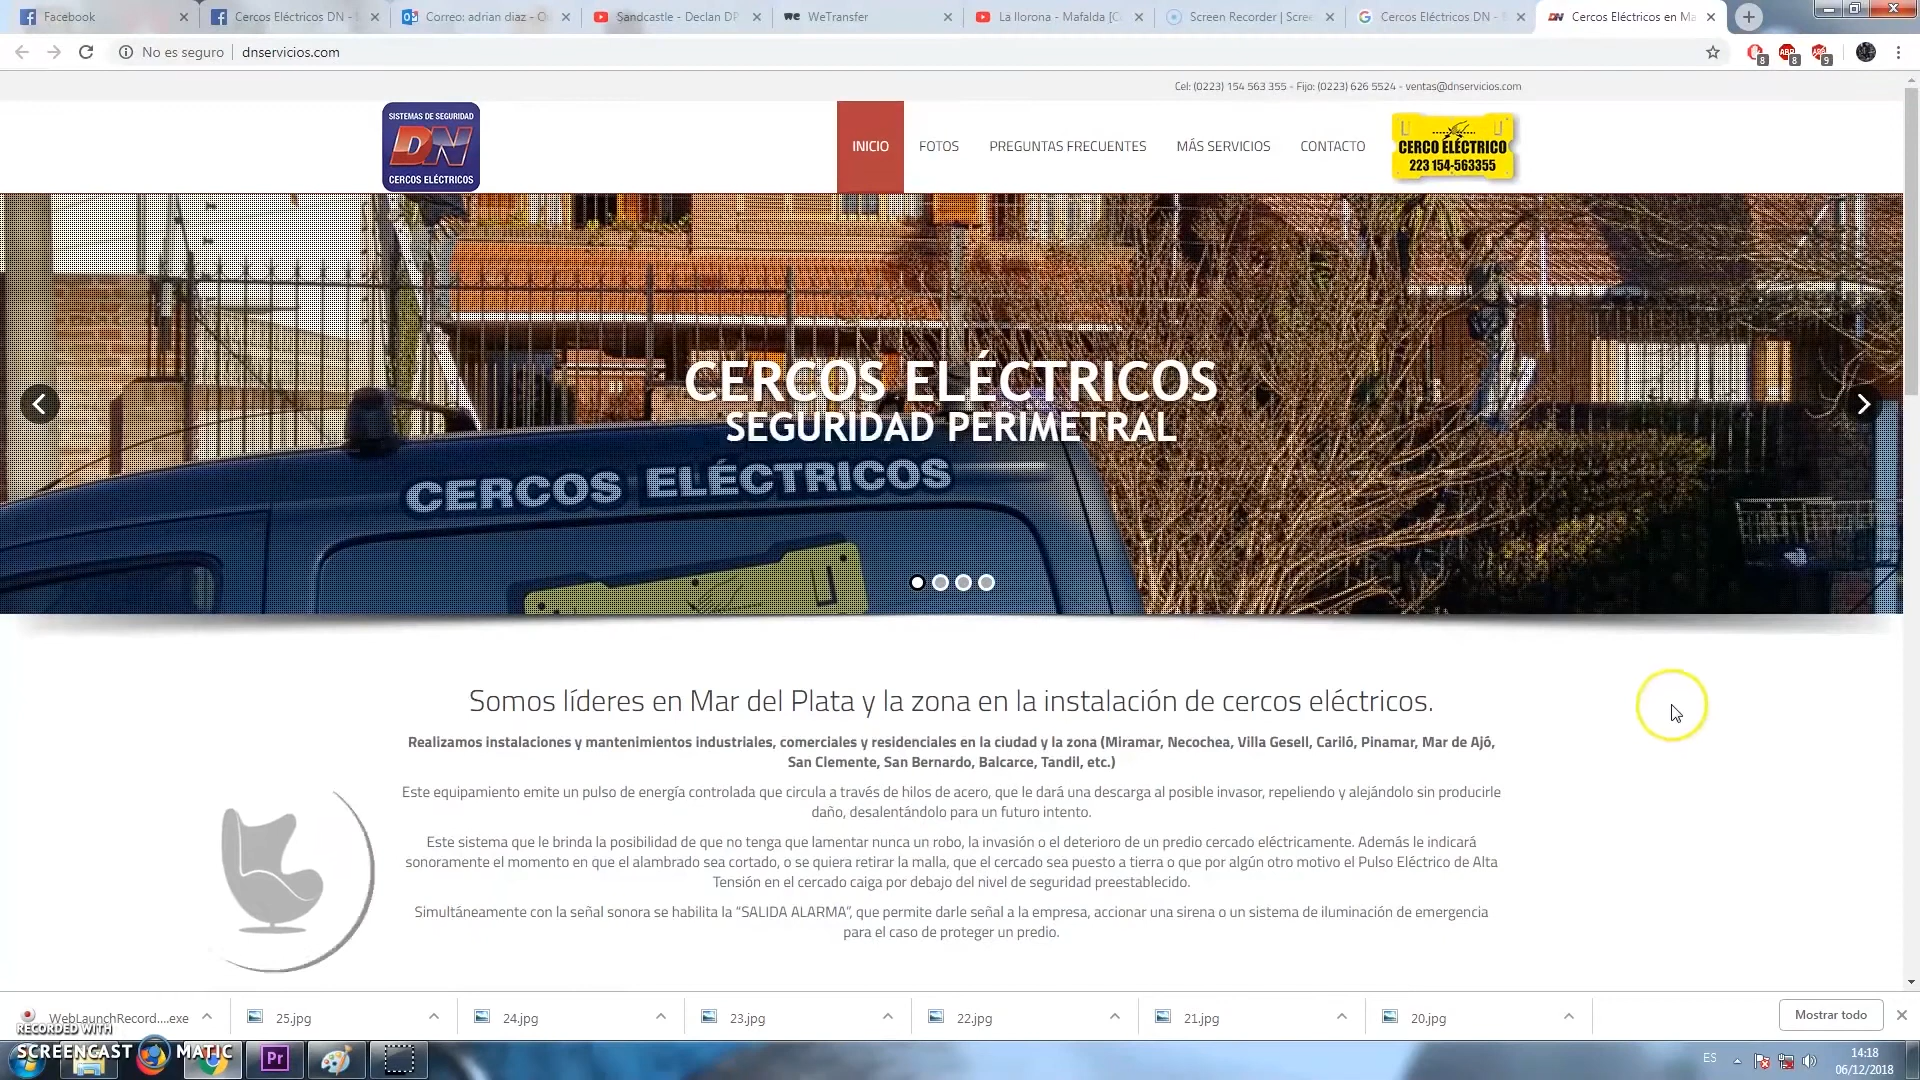 Facebook
Cercos Eléctricos DN -
Correo: adrian diaz -
Sandcastle - Declan DP
WeTransfer
La llorona - Mafalda [C
Screen Recorder | Scree
Cercos Eléctricos DN -
Cercos Eléctricos en Ma
No es seguro
dnservicios.com
8
8
9
Cel: (0223) 154 563 355 - Fijo: (0223) 626 5524 - ventas@dnservicios.com
SISTEMAS DE SEGURIDAD
DN
CERCOS ELÉCTRICOS
INICIO
FOTOS
PREGUNTAS FRECUENTES
MÁS SERVICIOS
CONTACTO
CERCO ELÉCTRICO
223 154-563355
CERCOS ELÉCTRICOS
SEGURIDAD PERIMETRAL
CERCOS ELÉCTRICOS
Somos líderes en Mar del Plata y la zona en la instalación de cercos eléctricos.
Realizamos instalaciones y mantenimientos industriales, comerciales y residenciales en la ciudad y la zona (Miramar, Necochea, Villa Gesell, Cariló, Pinamar, Mar de Ajó,
San Clemente, San Bernardo, Balcarce, Tandil, etc.)
Este equipamiento emite un pulso de energía controlada que circula a través de hilos de acero, que le dará una descarga al posible invasor, repeliendo y alejándolo sin producirle
daño, desalentándolo para un futuro intento.
Este sistema que le brinda la posibilidad de que no tenga que lamentar nunca un robo, la invasión o el deterioro de un predio cercado eléctricamente. Además le indicará
sonoramente el momento en que el alambrado sea cortado, o se quiera retirar la malla, que el cercado sea puesto a tierra o que por algún otro motivo el Pulso Eléctrico de Alta
Tensión en el cercado caiga por debajo del nivel de seguridad preestablecido.
Simultáneamente con la señal sonora se habilita la “SALIDA ALARMA”, que permite darle señal a la empresa, accionar una sirena o un sistema de iluminación de emergencia
para el caso de proteger un predio.
WebLaunchRecord....exe
25.jpg
24.jpg
23.jpg
22.jpg
21.jpg
20.jpg
Mostrar todo
RECORDED WITH
SCREENCAST MATIC
Pr
ES
14:18
06/12/2018